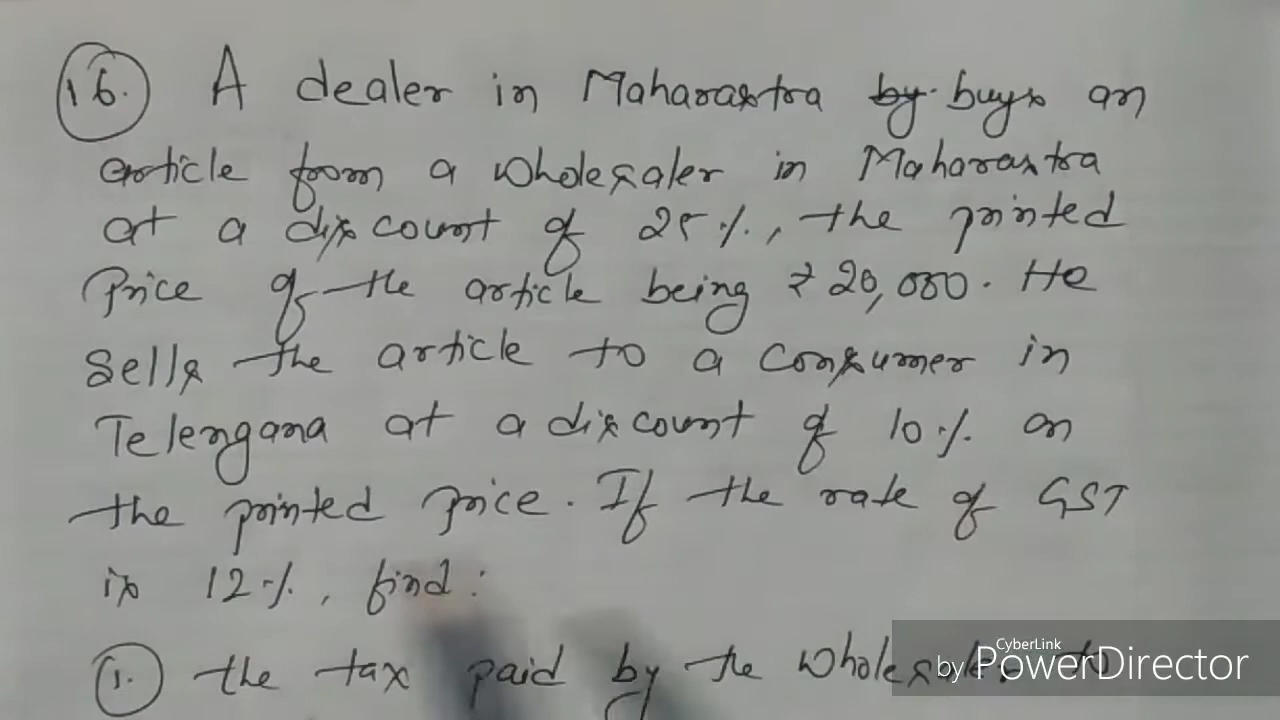 16. A dealer in Maharastra by buys an
article from a wholesaler in Maharastra
at a discount of 25%, the printed
Price of the article being ₹ 20,000. He
Sells the article to a consumer in
Telengana at a discount of 10% on
the printed price. If the rate of GST
is 12%, find:
1. the tax paid by the wholesaler to
CyberLink
by PowerDirector